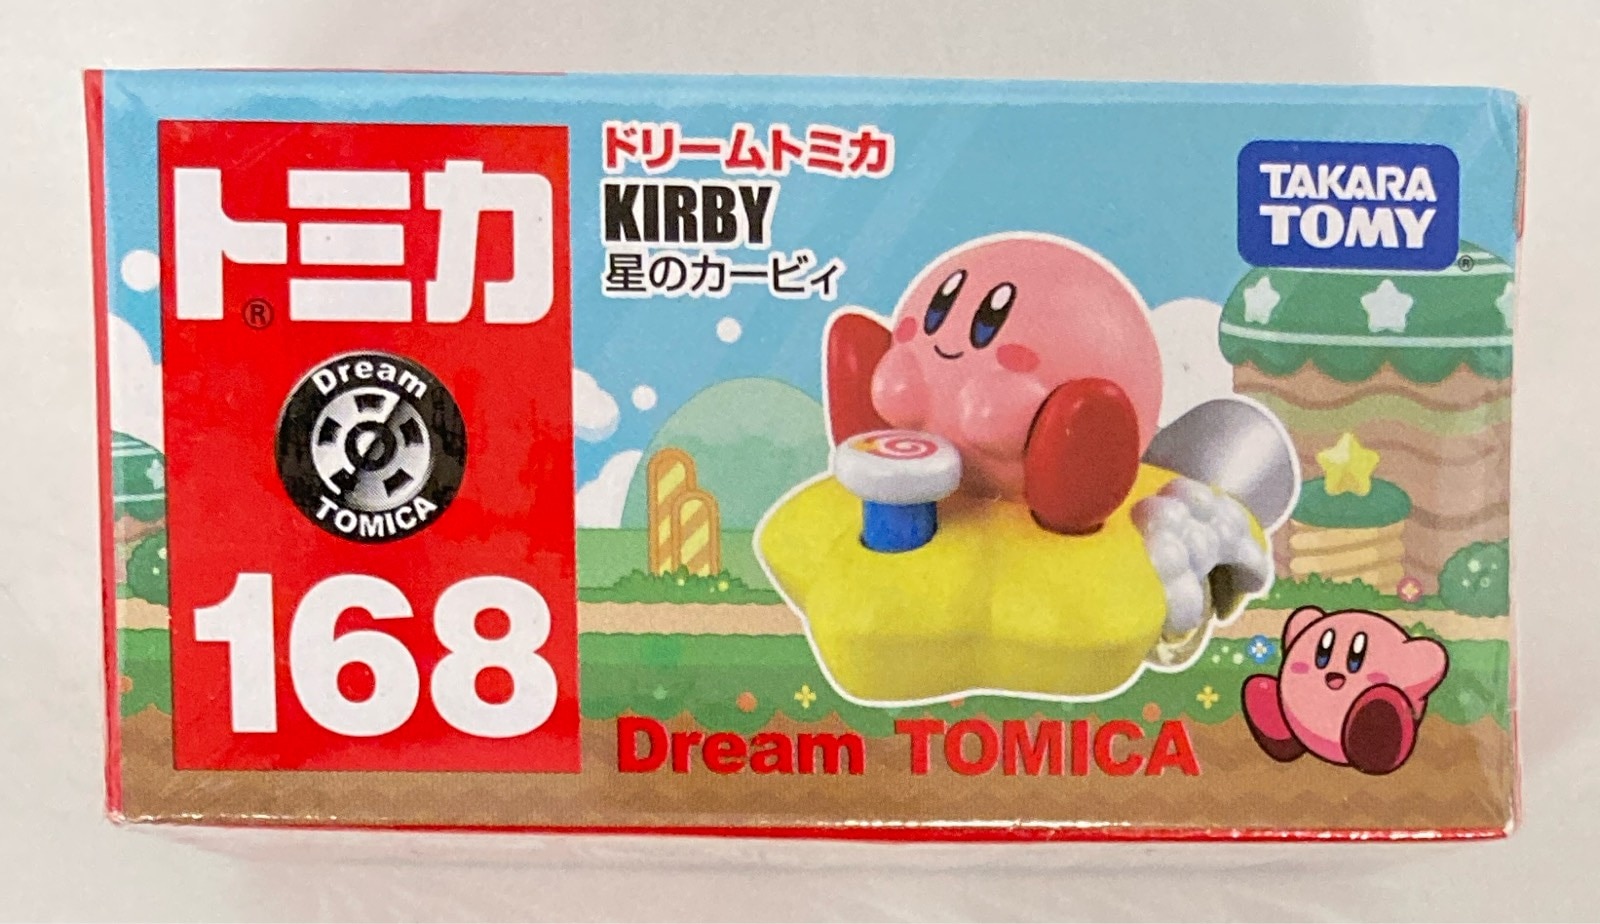 トミカ
®
Dream
TOMICA
168
ドリームトミカ
KIRBY
星のカービィ
TAKARA
TOMY
®
Dream TOMICA